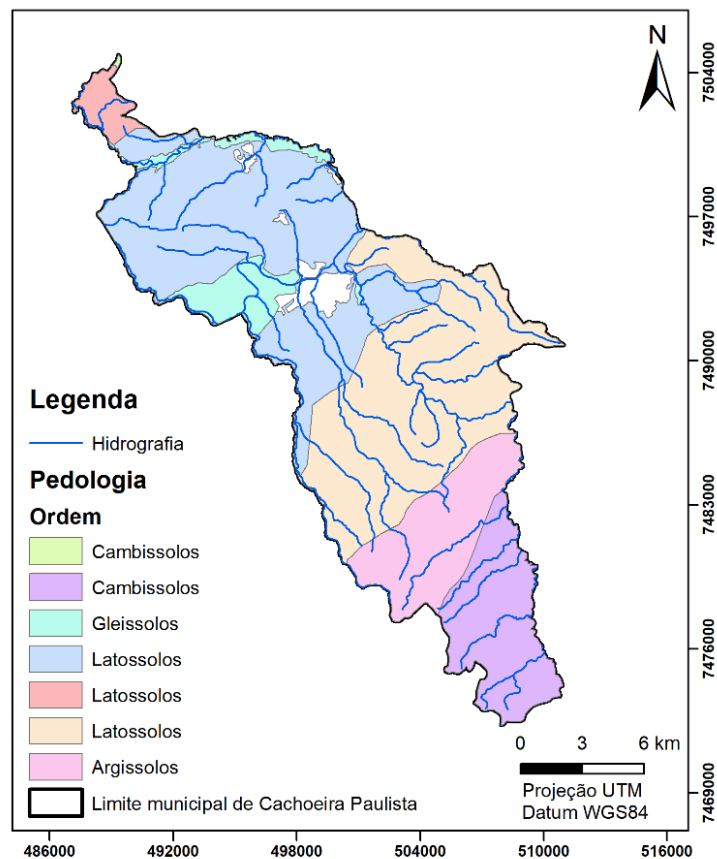 N
7504000
7497000
7490000
7483000
7476000
7469000
Legenda
Hidrografia
Pedologia
Ordem
Cambissolos
Cambissolos
Gleissolos
Latossolos
Latossolos
Latossolos
Argissolos
Limite municipal de Cachoeira Paulista
0 3 6 km
Projeção UTM
Datum WGS84
486000 492000 498000 504000 510000 516000